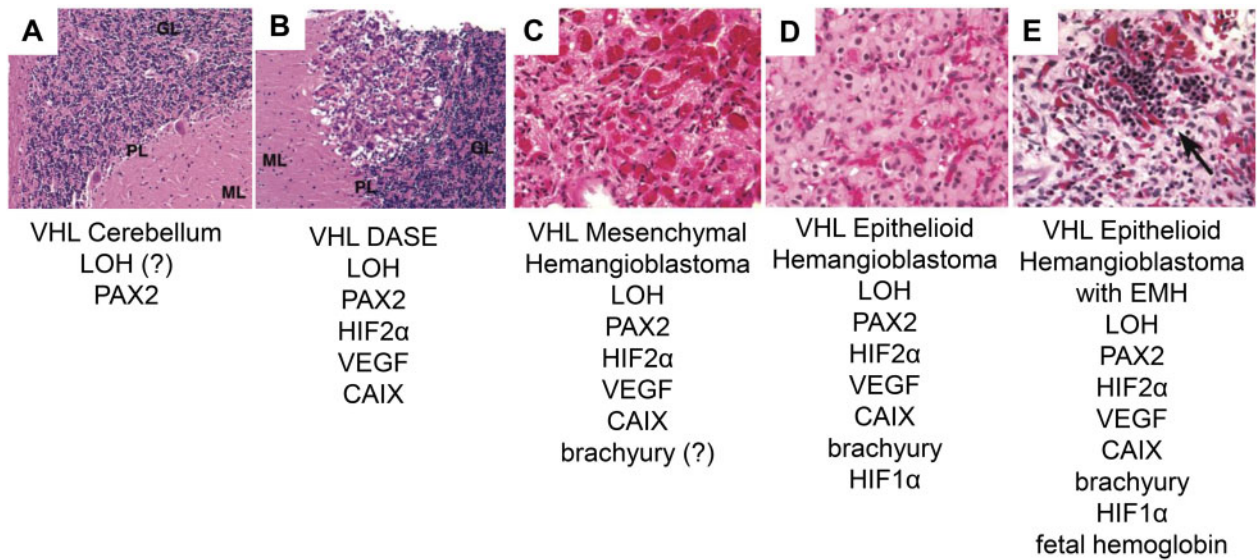 A
GL
PL
ML
VHL Cerebellum
LOH (?)
PAX2
B
ML
GL
PL
VHL DASE
LOH
PAX2
HIF2α
VEGF
CAIX
C
VHL Mesenchymal
Hemangioblastoma
LOH
PAX2
HIF2α
VEGF
CAIX
brachyury (?)
D
VHL Epithelioid
Hemangioblastoma
LOH
PAX2
HIF2α
VEGF
CAIX
brachyury
HIF1α
E
VHL Epithelioid
Hemangioblastoma
with EMH
LOH
PAX2
HIF2α
VEGF
CAIX
brachyury
HIF1α
fetal hemoglobin